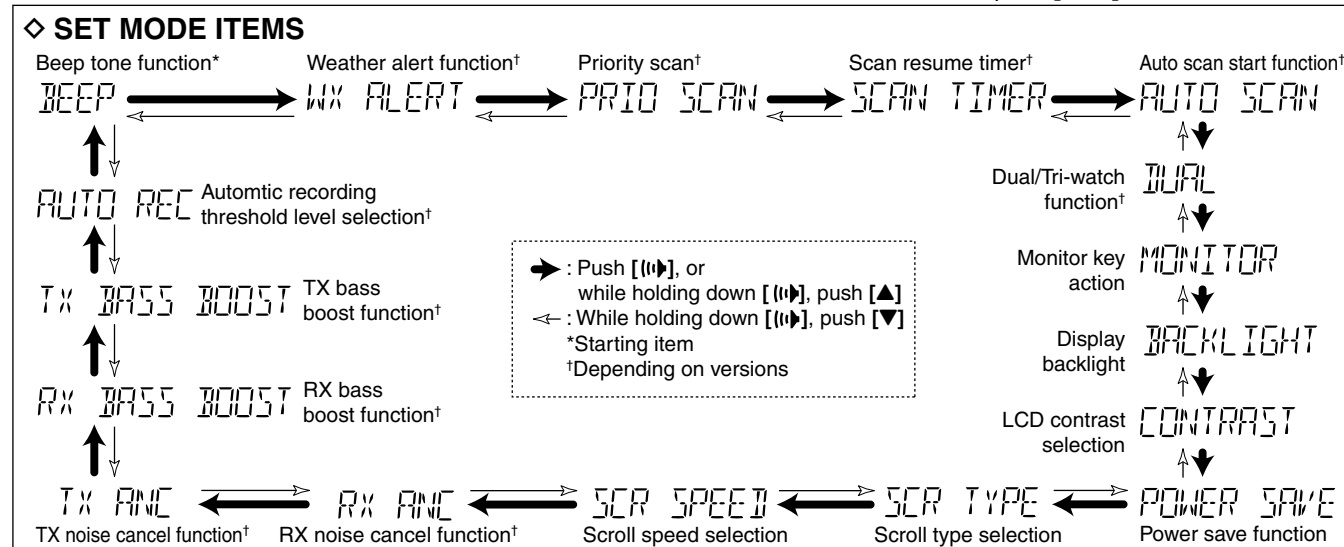 ◇ SET MODE ITEMS
Beep tone function*
Weather alert function†
Priority scan†
Scan resume timer†
Auto scan start function†
BEEP
WX ALERT
PRIO SCAN
SCAN TIMER
AUTO SCAN
Dual/Tri-watch
function†
DUAL
AUTO REC
Automtic recording
threshold level selection†
Monitor key
action
MONITOR
: Push [ ], or
while holding down [ ], push [▲]
: While holding down [ ], push [▼]
*Starting item
†Depending on versions
TX BASS BOOST
TX bass
boost function†
Display
backlight
BACKLIGHT
RX BASS BOOST
RX bass
boost function†
LCD contrast
selection
CONTRAST
TX ANC
RX ANC
SCR SPEED
SCR TYPE
POWER SAVE
TX noise cancel function†
RX noise cancel function†
Scroll speed selection
Scroll type selection
Power save function